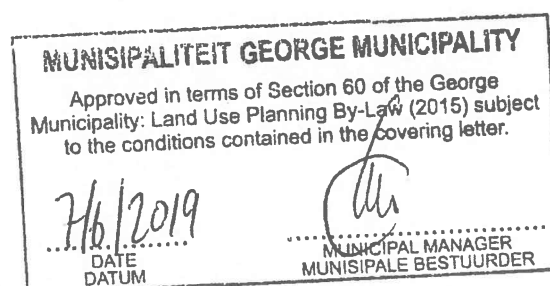 MUNISIPALITEIT GEORGE MUNICIPALITY
Approved in terms of Section 60 of the George
Municipality: Land Use Planning By-Law (2015) subject
to the conditions contained in the covering letter.
7/6/2019
DATE
DATUM
MUNICIPAL MANAGER
MUNISIPALE BESTUURDER